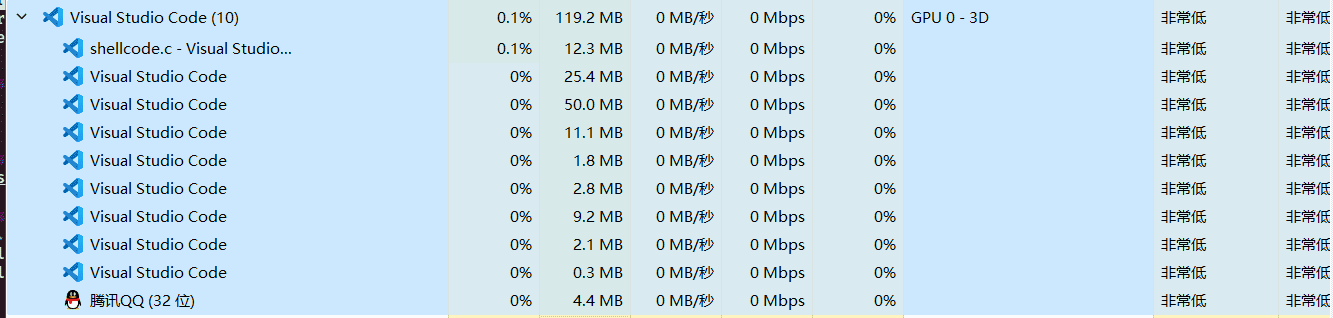 Visual Studio Code (10) 0.1% 119.2 MB 0 MB/秒 0 Mbps 0% GPU 0 - 3D 非常低 非常低
shellcode.c - Visual Studio... 0.1% 12.3 MB 0 MB/秒 0 Mbps 0% 非常低 非常低
Visual Studio Code 0% 25.4 MB 0 MB/秒 0 Mbps 0% 非常低 非常低
Visual Studio Code 0% 50.0 MB 0 MB/秒 0 Mbps 0% 非常低 非常低
Visual Studio Code 0% 11.1 MB 0 MB/秒 0 Mbps 0% 非常低 非常低
Visual Studio Code 0% 1.8 MB 0 MB/秒 0 Mbps 0% 非常低 非常低
Visual Studio Code 0% 2.8 MB 0 MB/秒 0 Mbps 0% 非常低 非常低
Visual Studio Code 0% 9.2 MB 0 MB/秒 0 Mbps 0% 非常低 非常低
Visual Studio Code 0% 2.1 MB 0 MB/秒 0 Mbps 0% 非常低 非常低
Visual Studio Code 0% 0.3 MB 0 MB/秒 0 Mbps 0% 非常低 非常低
腾讯QQ (32 位) 0% 4.4 MB 0 MB/秒 0 Mbps 0% 非常低 非常低